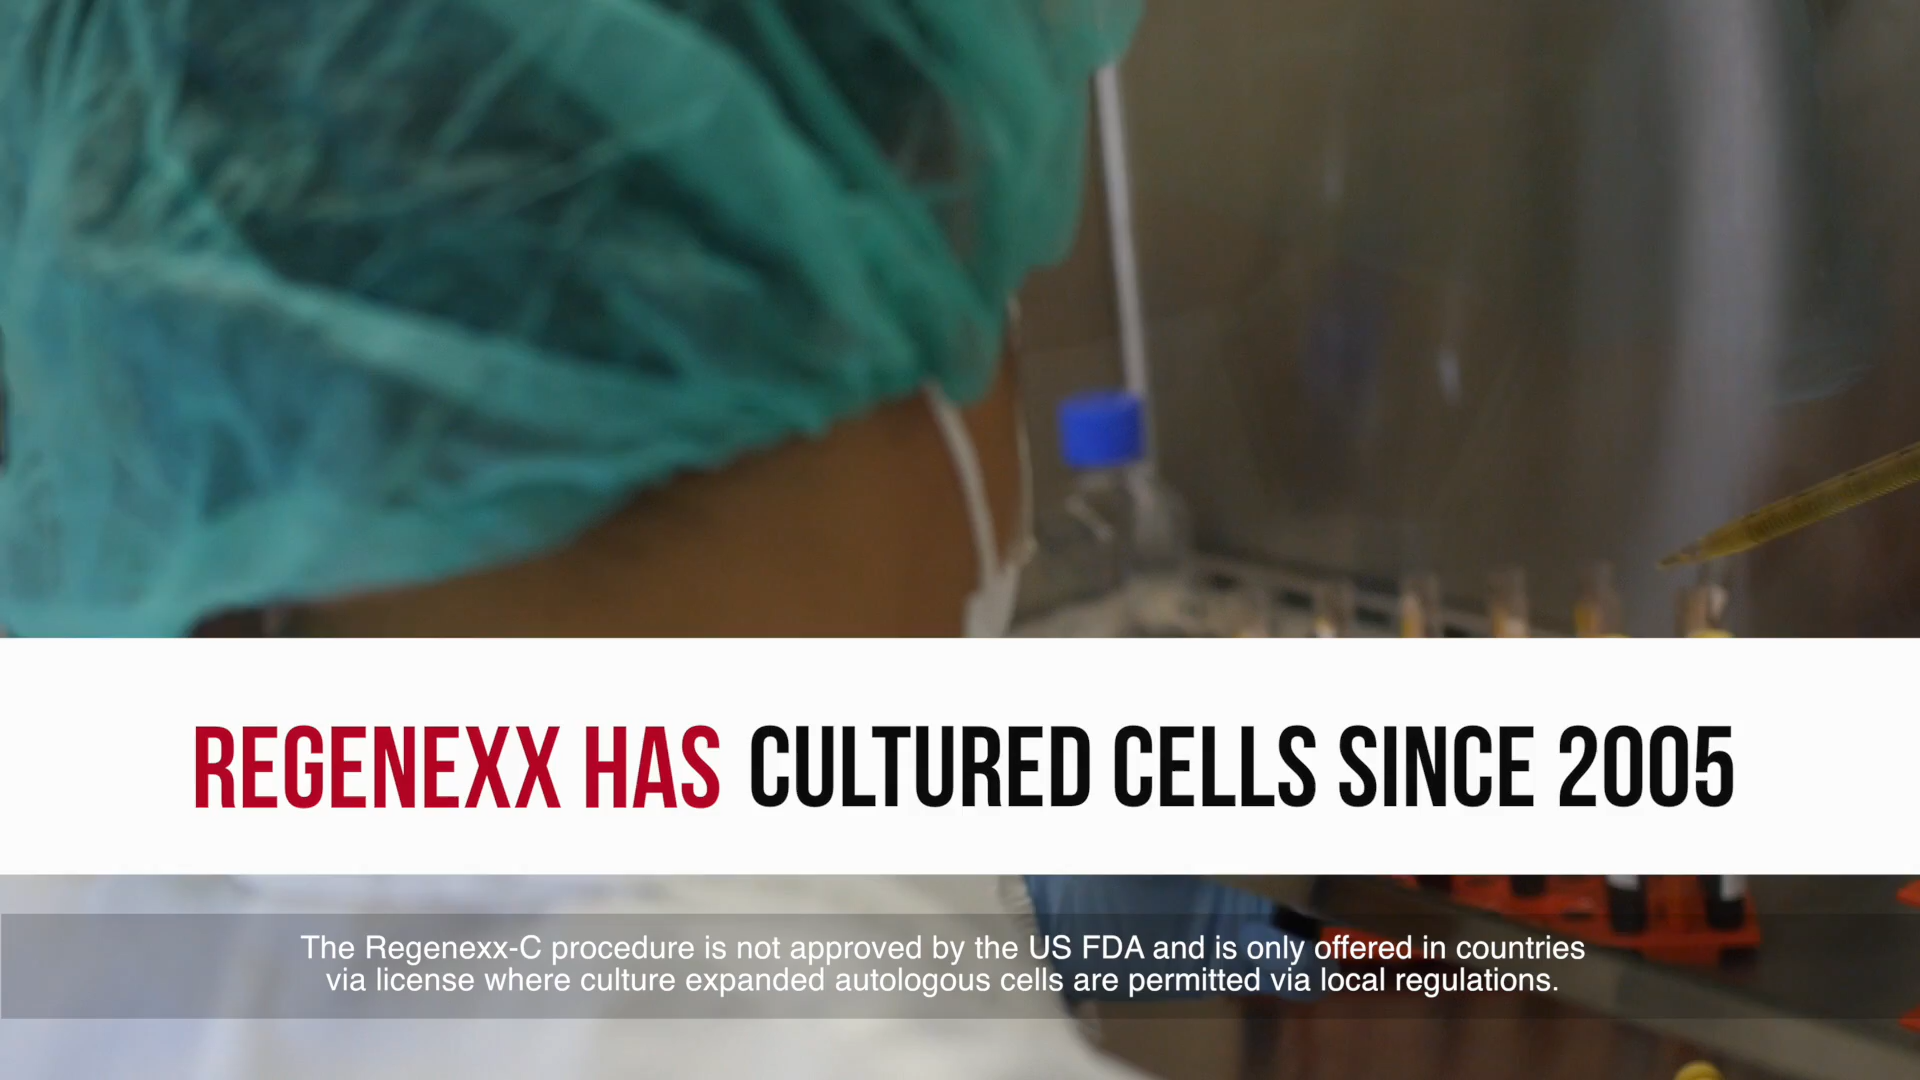 REGENEXX HAS CULTURED CELLS SINCE 2005
The Regenexx-C procedure is not approved by the US FDA and is only offered in countries
via license where culture expanded autologous cells are permitted via local regulations.